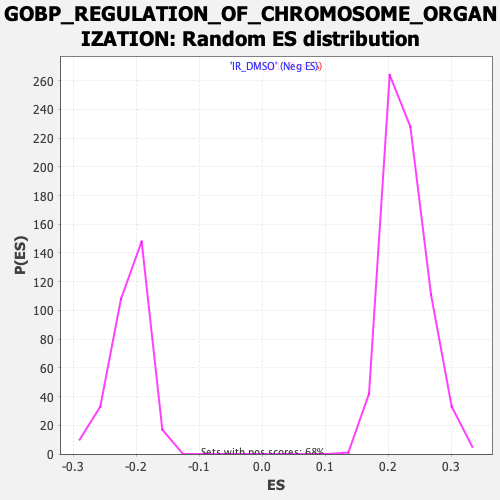 GOBP_REGULATION_OF_CHROMOSOME_ORGAN
IZATION: Random ES distribution
'IR_DMSO' (Neg ES)
260
240
220
200
180
160
140
120
100
80
60
40
20
0
P(ES)
Sets with pos scores: 68%
-0.3 -0.2 -0.1 0.0 0.1 0.2 0.3
ES